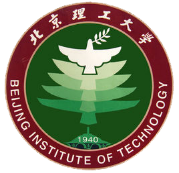 北京理工大学
1940
BEIJING INSTITUTE OF TECHNOLOGY